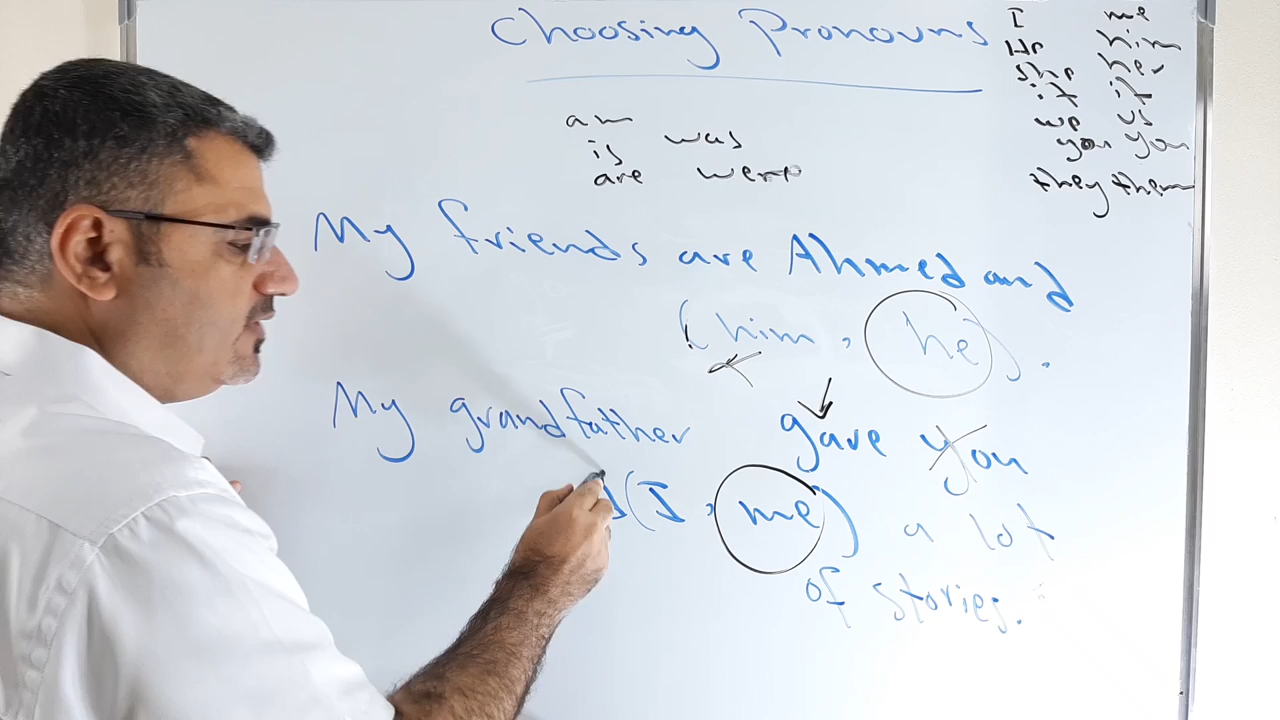 Choosing Pronouns
I me
He him
she her
it it
we us
you you
they them
am
is was
are were
My friends are Ahmed and
(him, he).
My grandfather gave you
(I, me) a lot
of stories.